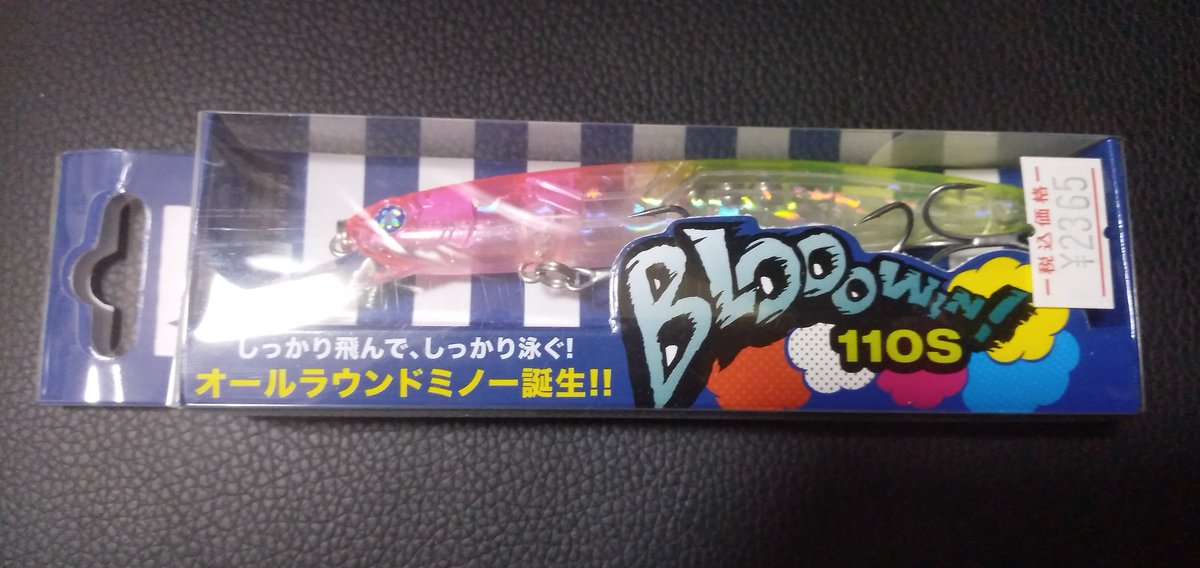 しっかり飛んで、しっかり泳ぐ!
オールラウンドミノー誕生!!
BLOOOWIN!
110S
税込価格
¥2365